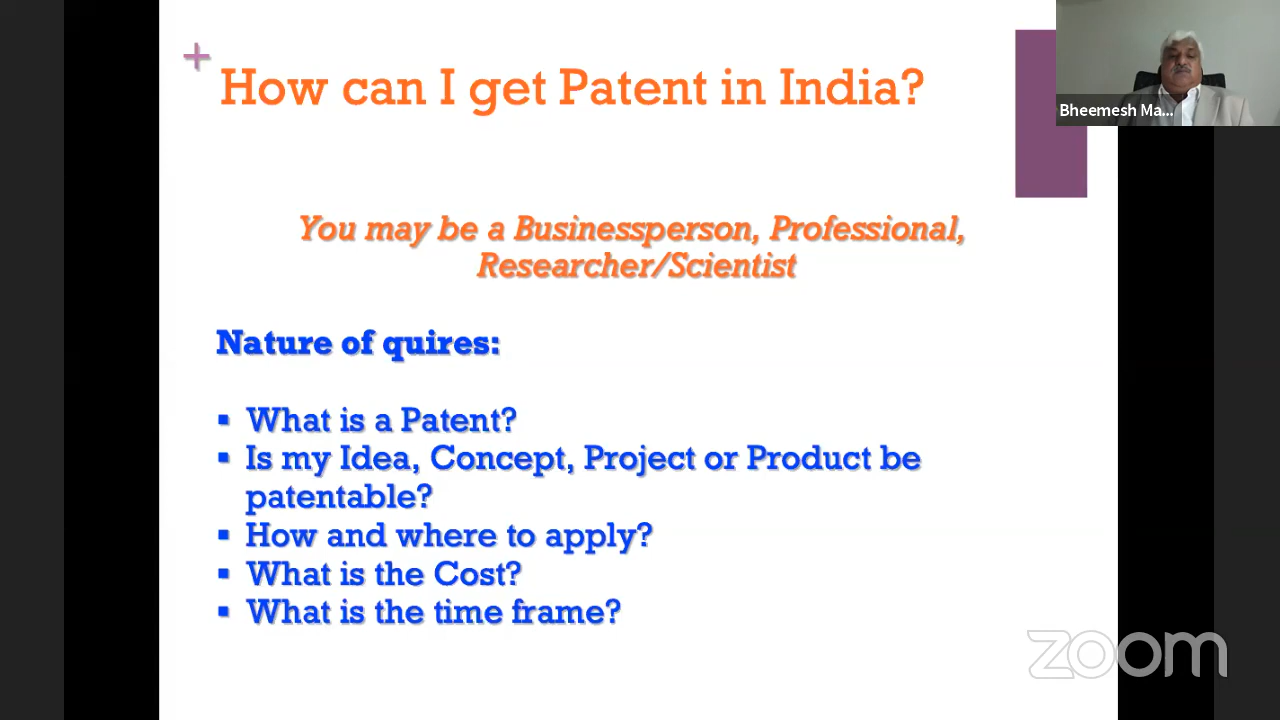 +
How can I get Patent in India?
Bheemesh Ma...
You may be a Businessperson, Professional,
Researcher/Scientist
Nature of quires:
▪ What is a Patent?
▪ Is my Idea, Concept, Project or Product be
patentable?
▪ How and where to apply?
▪ What is the Cost?
▪ What is the time frame?
zoom